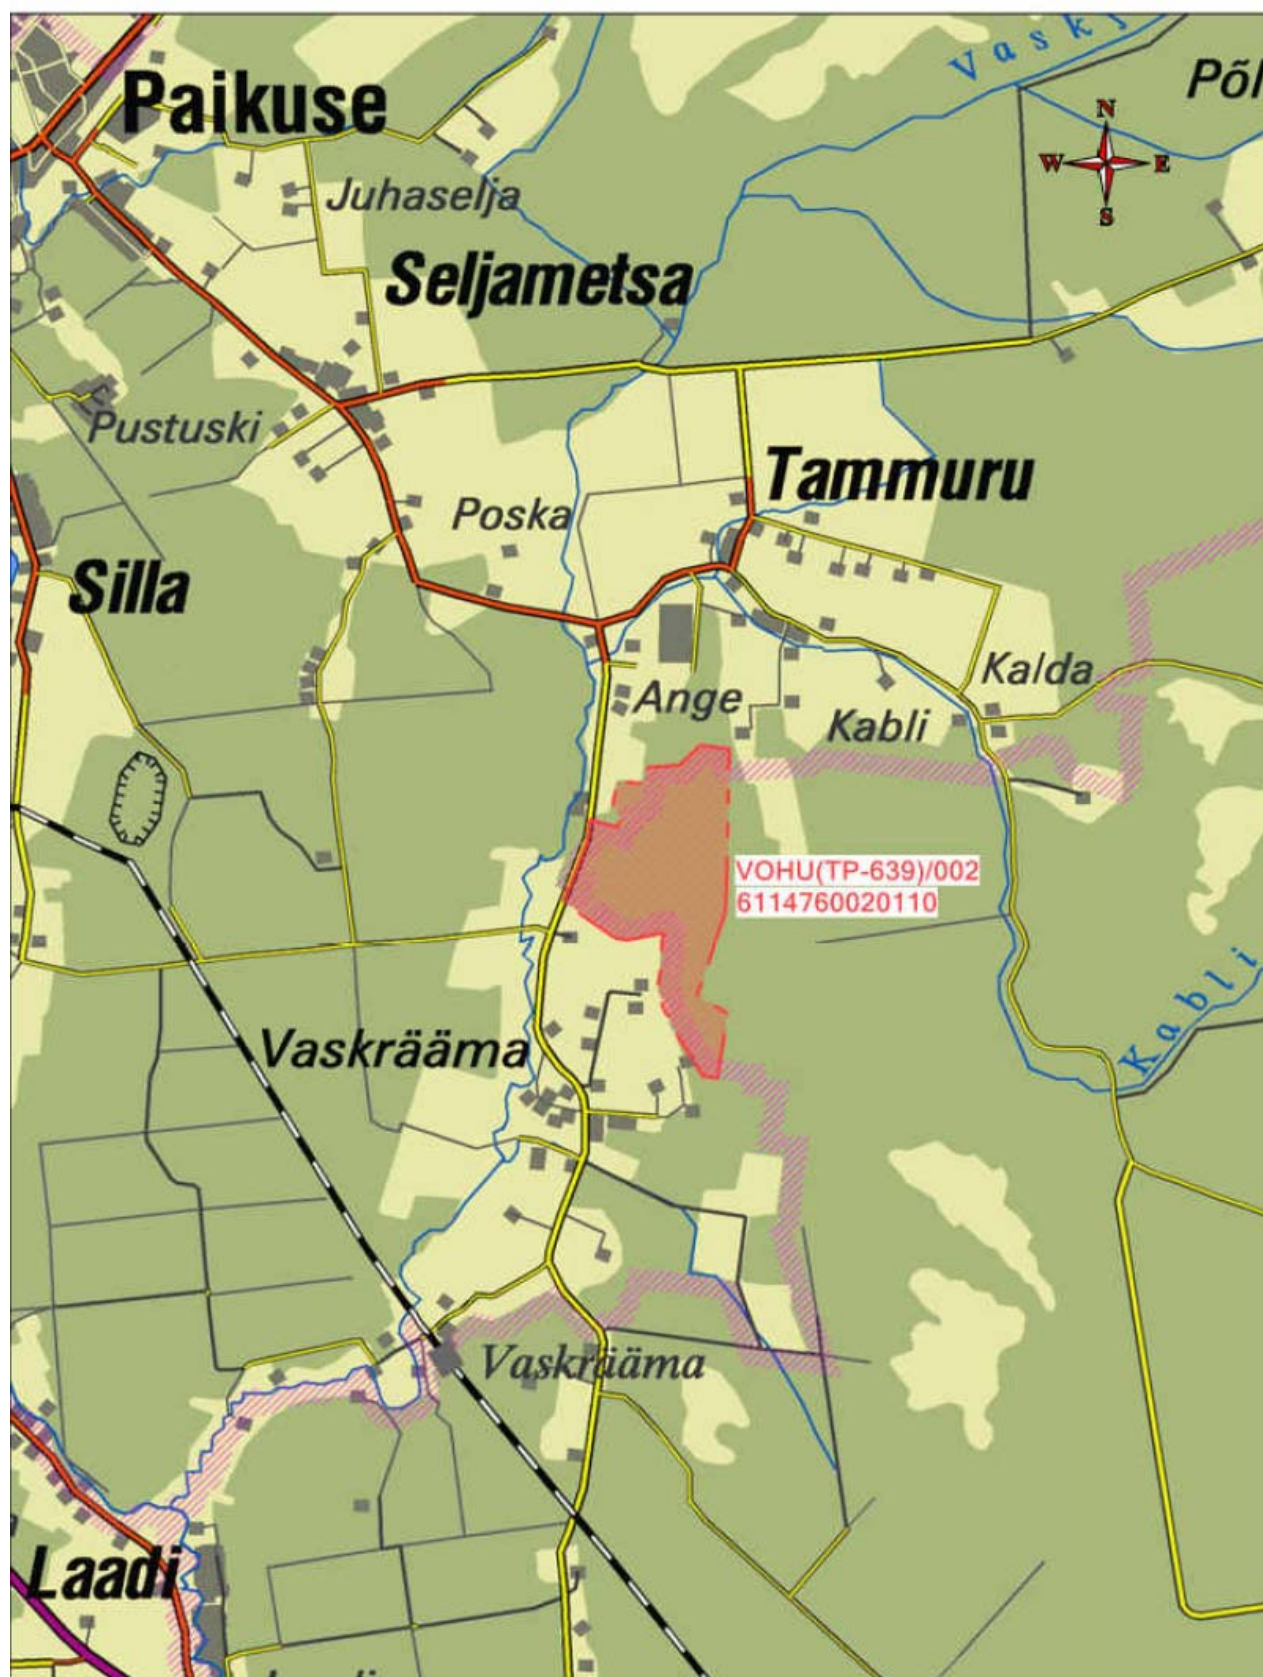 Vaskj
Põl
Paikuse
N
W E
S
Juhaselja
Seljametsa
Pustuski
Tammuru
Poska
Silla
Kalda
Ange
Kabli
VOHU(TP-639)/002
6114760020110
Kabli
Vaskrääma
Vaskrääma
Laadi